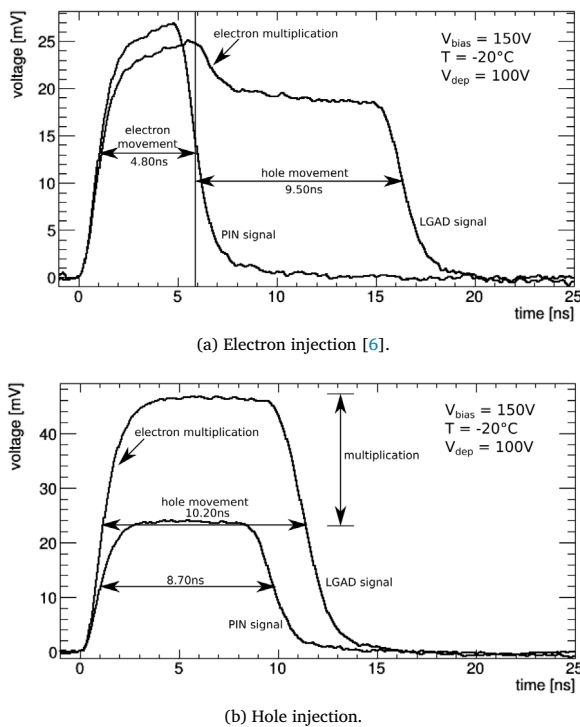 voltage [mV]
25
20
15
10
5
0
electron multiplication
V_bias = 150V
T = -20°C
V_dep = 100V
electron
movement
4.80ns
hole movement
9.50ns
PIN signal
LGAD signal
0 5 10 15 20 25
time [ns]
(a) Electron injection [6].
voltage [mV]
40
30
20
10
0
electron multiplication
V_bias = 150V
T = -20°C
V_dep = 100V
multiplication
hole movement
10.20ns
8.70ns
LGAD signal
PIN signal
0 5 10 15 20 25
time [ns]
(b) Hole injection.